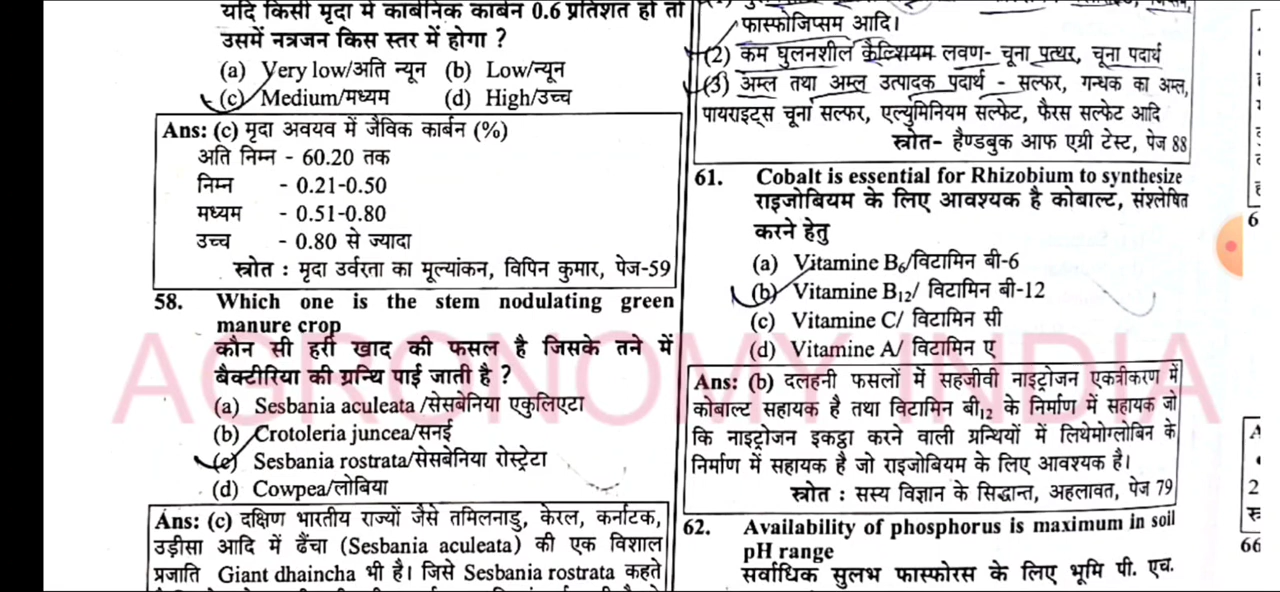 यदि किसी मृदा में कार्बनिक कार्बन 0.6 प्रतिशत हो तो
उसमें नत्रजन किस स्तर में होगा ?
(a) Very low/अति न्यून (b) Low/न्यून
(c) Medium/मध्यम (d) High/उच्च
Ans: (c) मृदा अवयव में जैविक कार्बन (%)
अति निम्न - 60.20 तक
निम्न - 0.21-0.50
मध्यम - 0.51-0.80
उच्च - 0.80 से ज्यादा
स्त्रोत : मृदा उर्वरता का मूल्यांकन, विपिन कुमार, पेज-59
58. Which one is the stem nodulating green
manure crop
कौन सी हरी खाद की फसल है जिसके तने में
बैक्टीरिया की ग्रन्थि पाई जाती है ?
(a) Sesbania aculeata /सेसबेनिया एकुलिएटा
(b) Crotoleria juncea/सनई
(c) Sesbania rostrata/सेसबेनिया रोस्ट्रेटा
(d) Cowpea/लोबिया
Ans: (c) दक्षिण भारतीय राज्यों जैसे तमिलनाडु, केरल, कर्नाटक,
उड़ीसा आदि में ढैंचा (Sesbania aculeata) की एक विशाल
प्रजाति Giant dhaincha भी है। जिसे Sesbania rostrata कहते
फास्फोजिप्सम आदि।
(2) कम घुलनशील कैल्शियम लवण- चूना पत्थर, चूना पदार्थ
(3) अम्ल तथा अम्ल उत्पादक पदार्थ - सल्फर, गन्धक का अम्ल,
पायराइट्स चूना सल्फर, एल्युमिनियम सल्फेट, फैरस सल्फेट आदि
स्त्रोत- हैण्डबुक आफ एग्री टेस्ट, पेज 88
61. Cobalt is essential for Rhizobium to synthesize
राइजोबियम के लिए आवश्यक है कोबाल्ट, संश्लेषित
करने हेतु
(a) Vitamine B6/विटामिन बी-6
(b) Vitamine B12/ विटामिन बी-12
(c) Vitamine C/ विटामिन सी
(d) Vitamine A/ विटामिन ए
Ans: (b) दलहनी फसलों में सहजीवी नाइट्रोजन एकत्रीकरण में
कोबाल्ट सहायक है तथा विटामिन बी12 के निर्माण में सहायक जो
कि नाइट्रोजन इकट्ठा करने वाली ग्रन्थियों में लिथेमोग्लोबिन के
निर्माण में सहायक है जो राइजोबियम के लिए आवश्यक है।
स्त्रोत : सस्य विज्ञान के सिद्धान्त, अहलावत, पेज 79
62. Availability of phosphorus is maximum in soil
pH range
सर्वाधिक सुलभ फास्फोरस के लिए भूमि पी. एच.
AGRONOMY INDIA
6
2
66